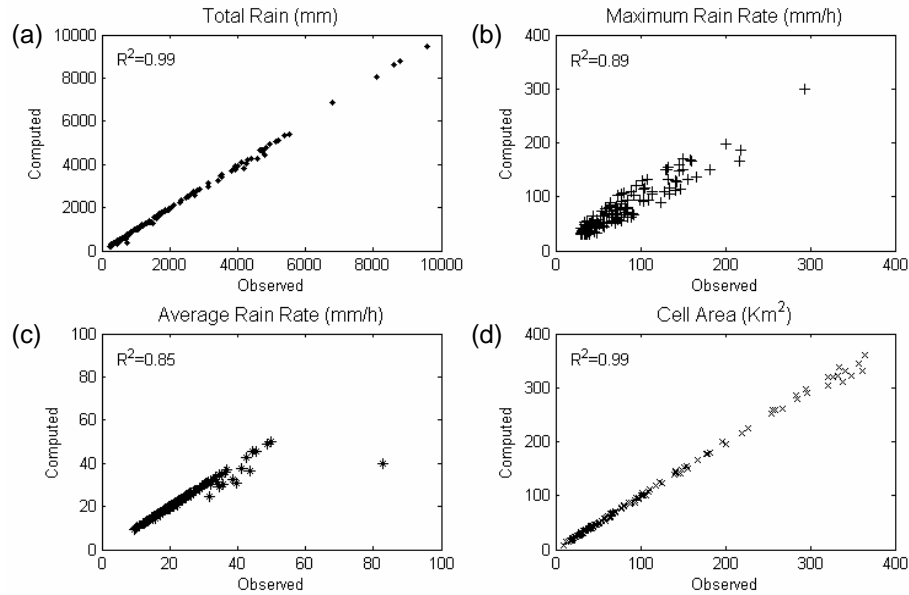 (a)
Total Rain (mm)
R²=0.99
Computed
10000
8000
6000
4000
2000
0
0 2000 4000 6000 8000 10000
Observed
(b)
Maximum Rain Rate (mm/h)
R²=0.89
Computed
400
300
200
100
0
0 100 200 300 400
Observed
(c)
Average Rain Rate (mm/h)
R²=0.85
Computed
100
80
60
40
20
0
0 20 40 60 80 100
Observed
(d)
Cell Area (Km²)
R²=0.99
Computed
400
300
200
100
0
0 100 200 300 400
Observed